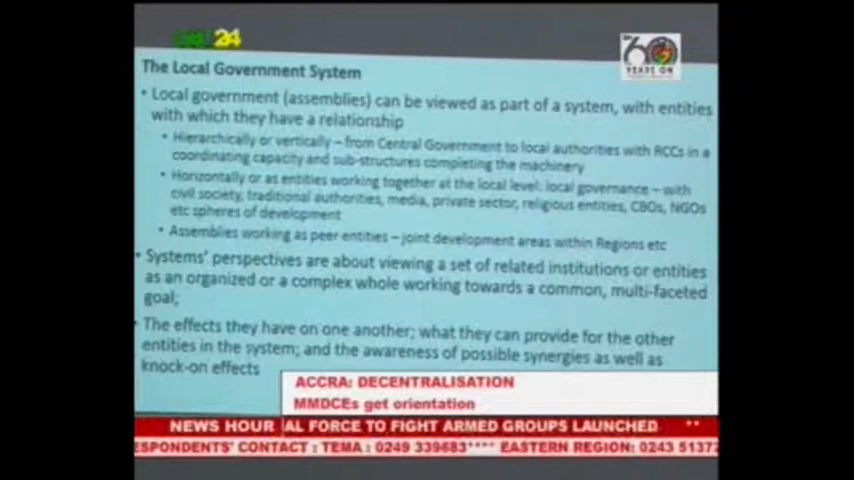 24
60
YEARS ON
The Local Government System
• Local government (assemblies) can be viewed as part of a system, with entities
with which they have a relationship
• Hierarchically or vertically – from Central Government to local authorities with RCCs in a
coordinating capacity and sub-structures completing the machinery
• Horizontally or as entities working together at the local level: local governance – with
civil society, traditional authorities, media, private sector, religious entities, CBOs, NGOs
etc spheres of development
• Assemblies working as peer entities – joint development areas within Regions etc
• Systems' perspectives are about viewing a set of related institutions or entities
as an organized or a complex whole working towards a common, multi-faceted
goal;
• The effects they have on one another; what they can provide for the other
entities in the system; and the awareness of possible synergies as well as
knock-on effects
ACCRA: DECENTRALISATION
MMDCEs get orientation
NEWS HOUR AL FORCE TO FIGHT ARMED GROUPS LAUNCHED **
ESPONDENTS' CONTACT : TEMA : 0249 339683**** EASTERN REGION: 0243 51372